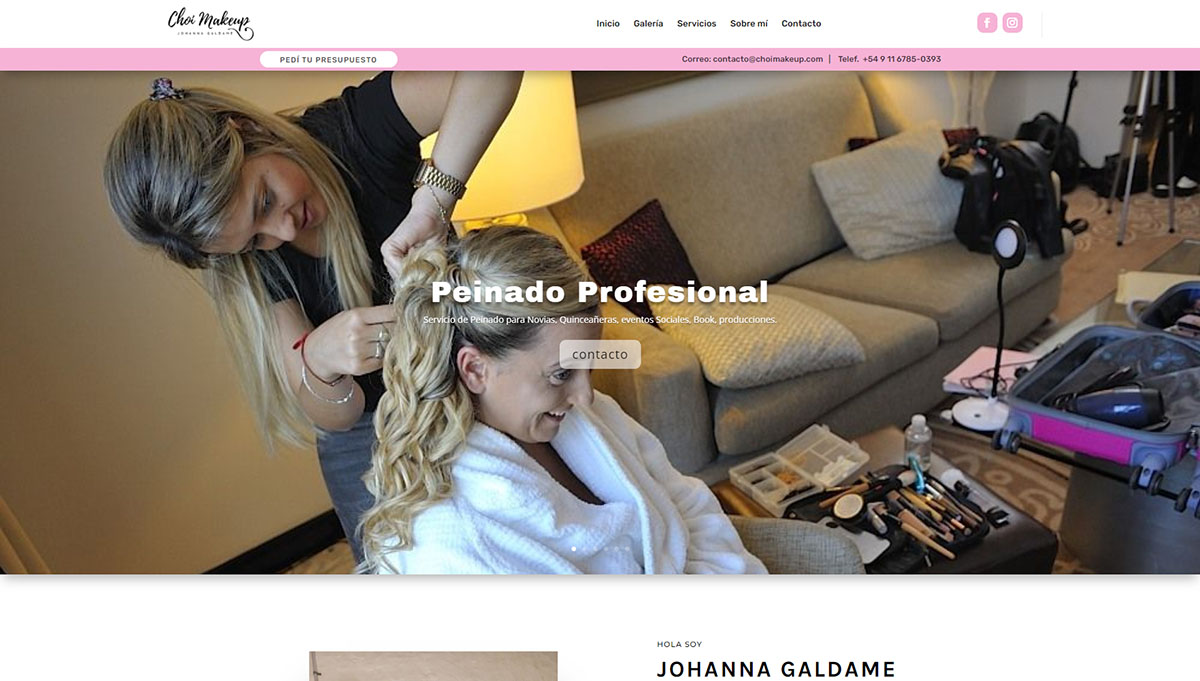 Choi Makeup
JOHANNA GALDAME
Inicio Galería Servicios Sobre mí Contacto
PEDÍ TU PRESUPUESTO
Correo: contacto@choimakeup.com | Telef. +54 9 11 6785-0393
Peinado Profesional
Servicio de Peinado para Novias, Quinceañeras, eventos Sociales, Book, producciones.
contacto
HOLA SOY
JOHANNA GALDAME